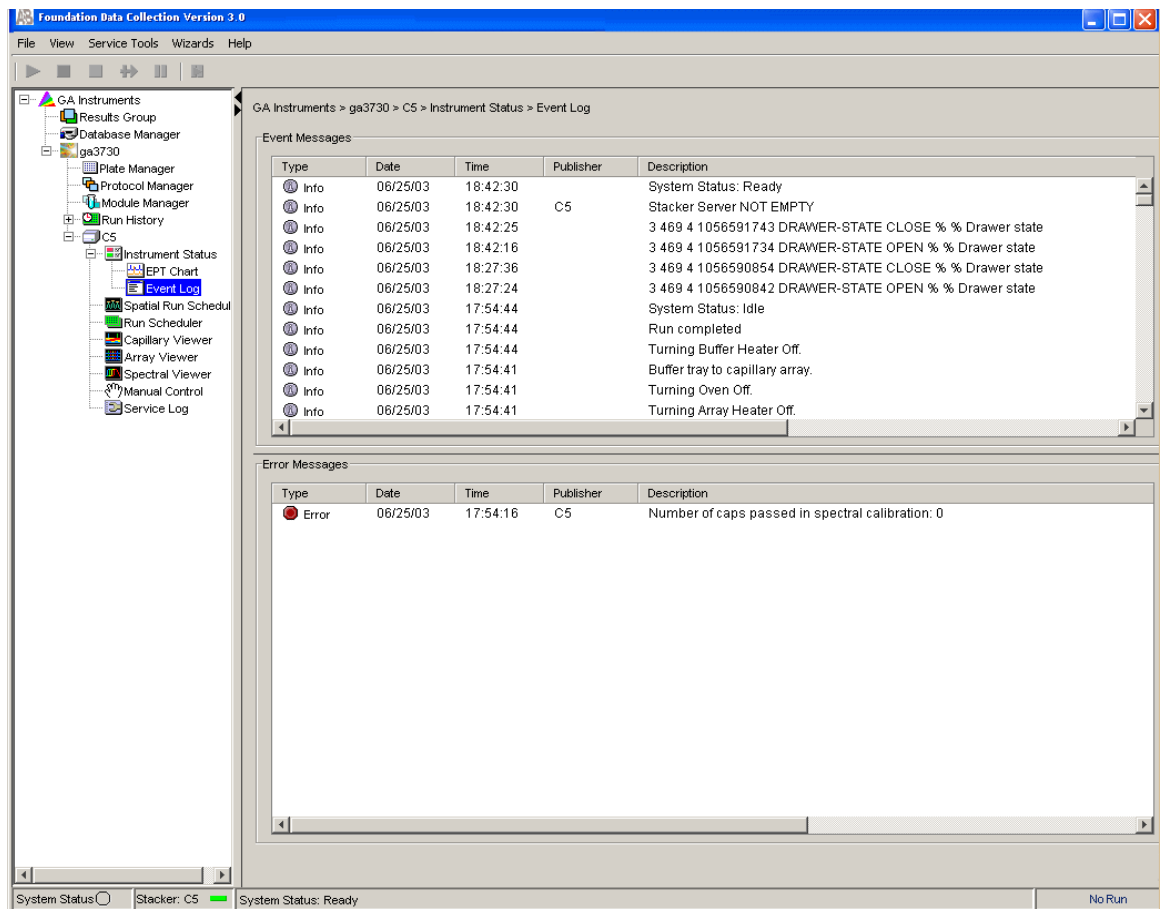 Foundation Data Collection Version 3.0
File View Service Tools Wizards Help
GA Instruments
Results Group
Database Manager
ga3730
Plate Manager
Protocol Manager
Module Manager
Run History
C5
Instrument Status
EPT Chart
Event Log
Spatial Run Schedul
Run Scheduler
Capillary Viewer
Array Viewer
Spectral Viewer
Manual Control
Service Log
GA Instruments > ga3730 > C5 > Instrument Status > Event Log
Event Messages
Type Date Time Publisher Description
Info 06/25/03 18:42:30 System Status: Ready
Info 06/25/03 18:42:30 C5 Stacker Server NOT EMPTY
Info 06/25/03 18:42:25 3 469 4 1056591743 DRAWER-STATE CLOSE % % Drawer state
Info 06/25/03 18:42:16 3 469 4 1056591734 DRAWER-STATE OPEN % % Drawer state
Info 06/25/03 18:27:36 3 469 4 1056590854 DRAWER-STATE CLOSE % % Drawer state
Info 06/25/03 18:27:24 3 469 4 1056590842 DRAWER-STATE OPEN % % Drawer state
Info 06/25/03 17:54:44 System Status: Idle
Info 06/25/03 17:54:44 Run completed
Info 06/25/03 17:54:44 Turning Buffer Heater Off.
Info 06/25/03 17:54:41 Buffer tray to capillary array.
Info 06/25/03 17:54:41 Turning Oven Off.
Info 06/25/03 17:54:41 Turning Array Heater Off.
Error Messages
Type Date Time Publisher Description
Error 06/25/03 17:54:16 C5 Number of caps passed in spectral calibration: 0
System Status Stacker: C5 System Status: Ready No Run